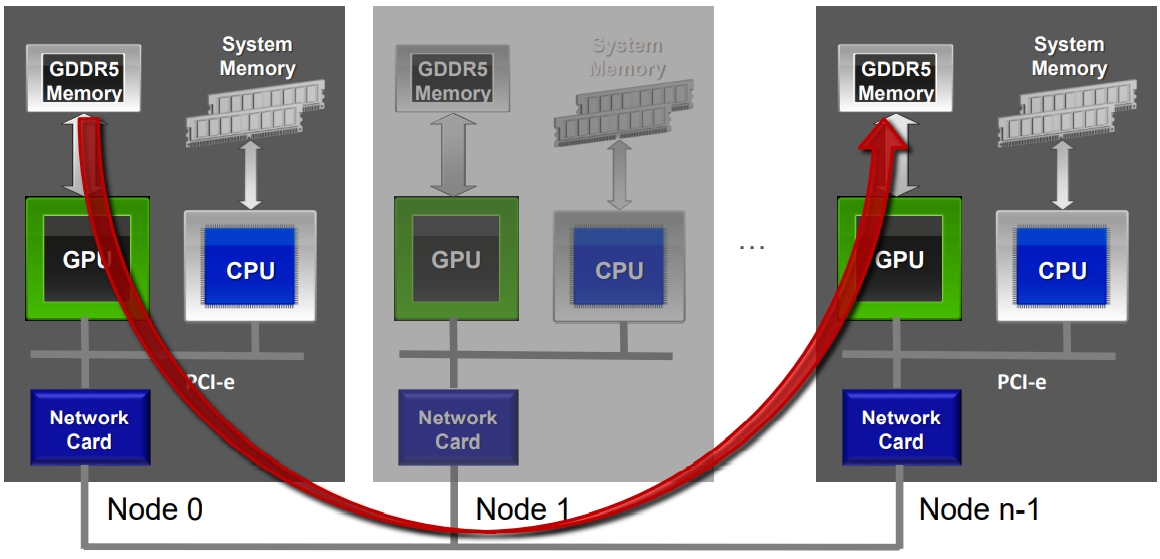 GDDR5
Memory
System
Memory
GPU
CPU
PCI-e
Network
Card
Node 0
GDDR5
Memory
System
Memory
GPU
CPU
Network
Card
Node 1
...
GDDR5
Memory
System
Memory
GPU
CPU
PCI-e
Network
Card
Node n-1